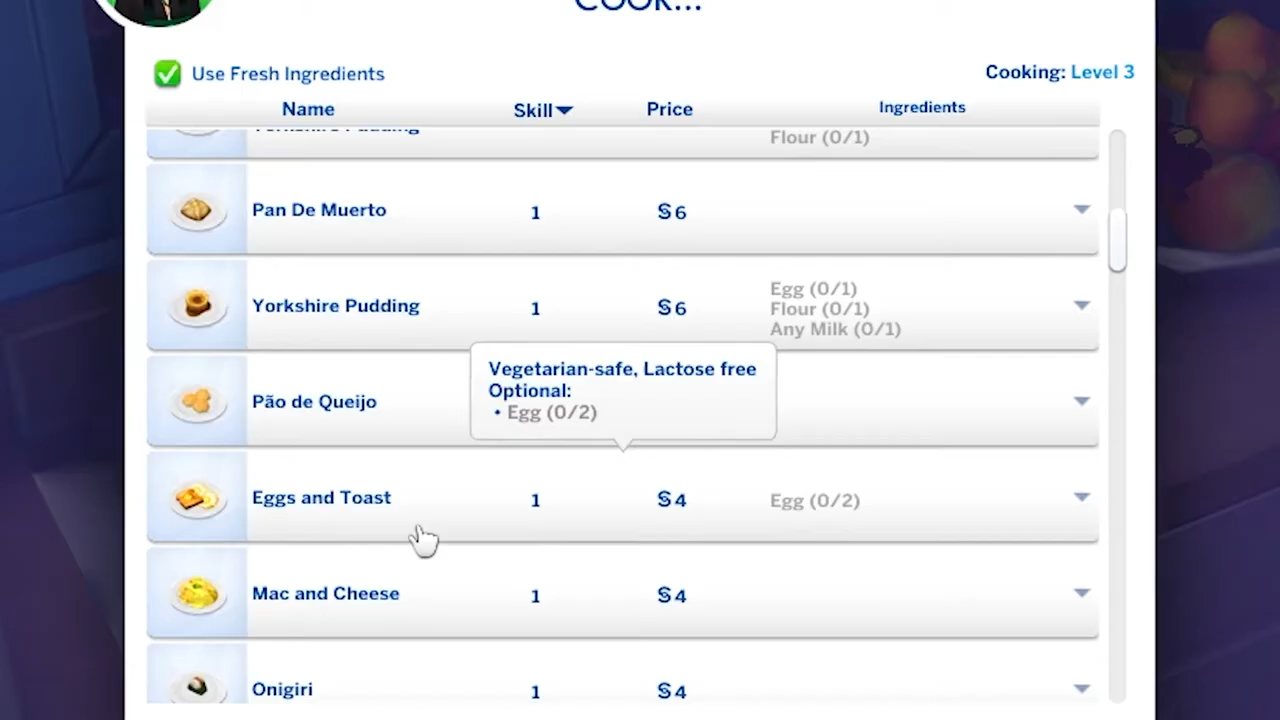 COOK...
Use Fresh Ingredients
Cooking: Level 3
Name Skill Price Ingredients
Yorkshire Pudding
Flour (0/1)
Pan De Muerto 1 §6
Yorkshire Pudding 1 §6
Egg (0/1)
Flour (0/1)
Any Milk (0/1)
Vegetarian-safe, Lactose free
Optional:
• Egg (0/2)
Pão de Queijo
Eggs and Toast 1 §4 Egg (0/2)
Mac and Cheese 1 §4
Onigiri 1 §4